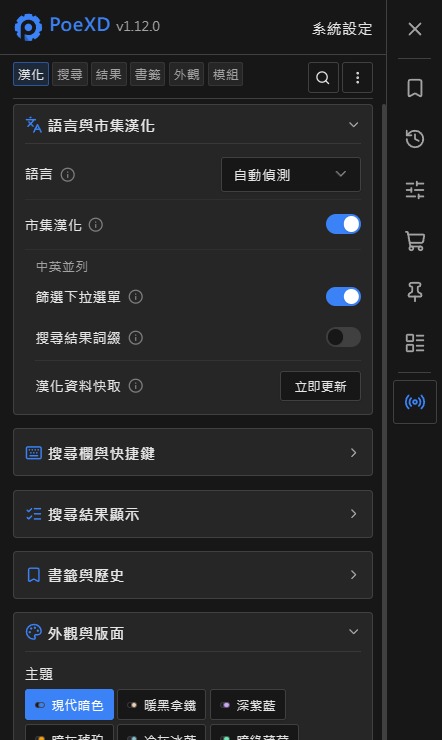 PoeXD v1.12.0
系統設定
漢化 搜尋 結果 書籤 外觀 模組
語言與市集漢化
語言 自動偵測
市集漢化
中英並列
篩選下拉選單
搜尋結果詞綴
漢化資料快取 立即更新
搜尋欄與快捷鍵
搜尋結果顯示
書籤與歷史
外觀與版面
主題
現代暗色 暖黑拿鐵 深紫藍